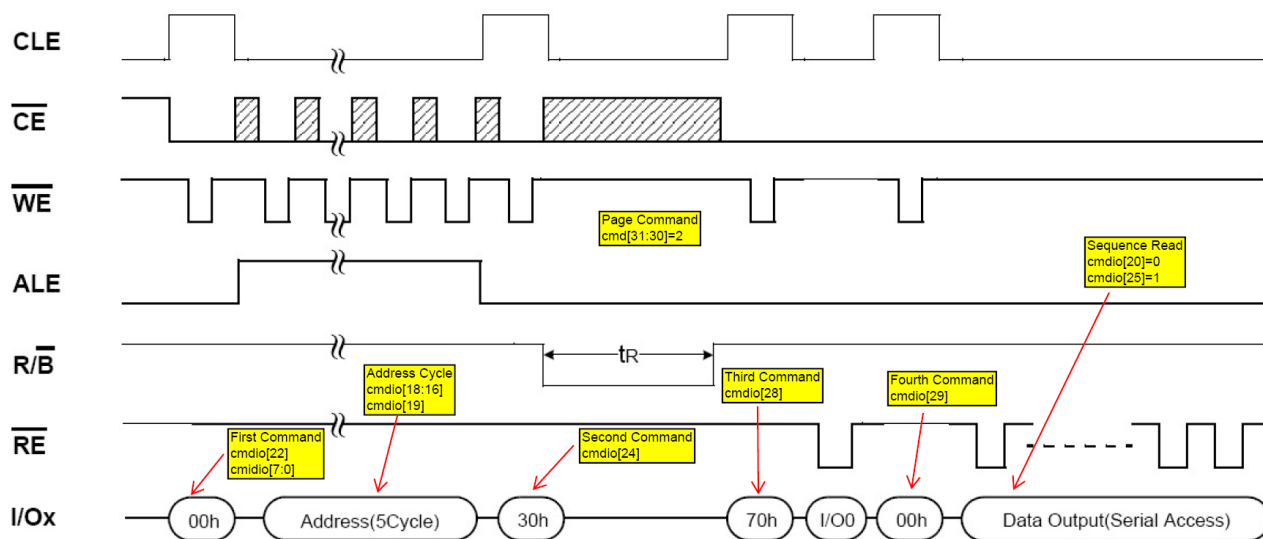 CLE
CE
WE
Page Command
cmd[31:30]=2
Sequence Read
cmdio[20]=0
cmdio[25]=1
ALE
R/B
tR
Address Cycle
cmdio[18:16]
cmdio[19]
Third Command
cmdio[28]
Fourth Command
cmdio[29]
RE
First Command
cmdio[22]
cmidio[7:0]
Second Command
cmdio[24]
I/Ox
00h
Address(5Cycle)
30h
70h
I/O0
00h
Data Output(Serial Access)